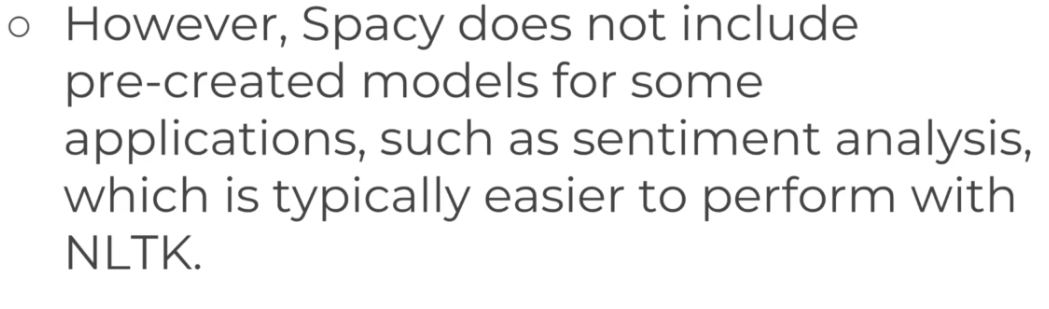 ○ However, Spacy does not include
pre-created models for some
applications, such as sentiment analysis,
which is typically easier to perform with
NLTK.